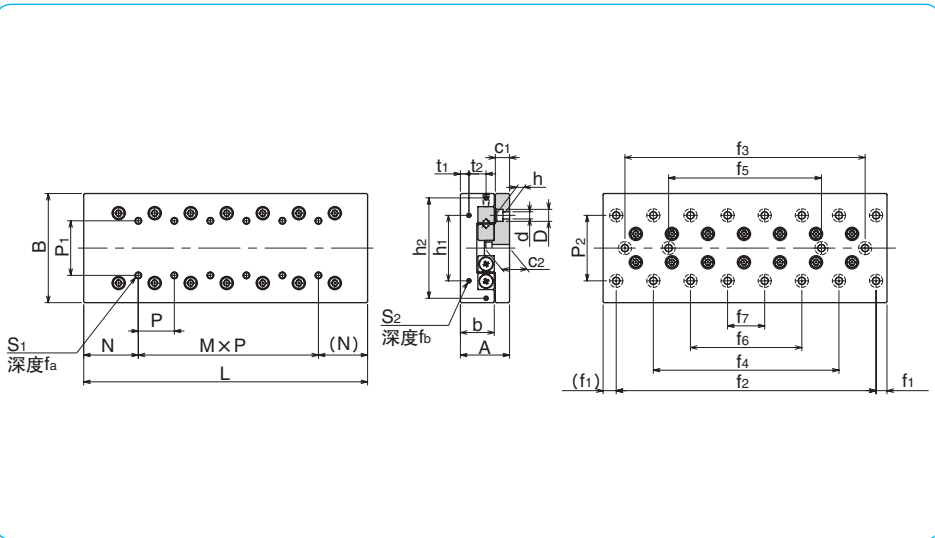 B
P1
P
S1
深度fa
N
M×P
(N)
L
t1
t2
c1
h
h2
h1
d
D
c2
S2
深度fb
b
A
f3
f5
P2
f7
f6
f4
(f1)
f2
f1